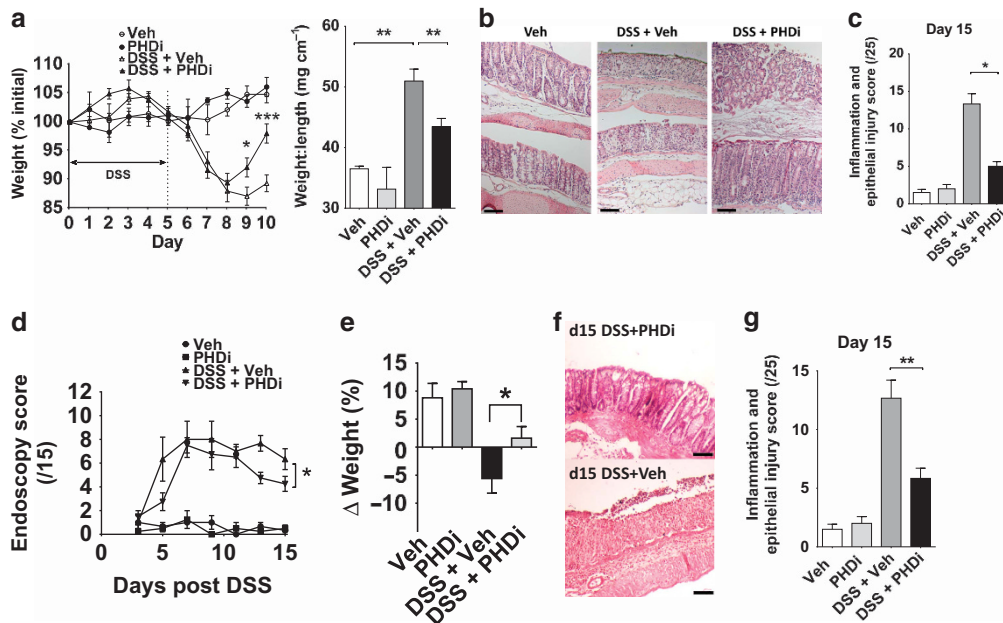 a
Veh
PHDi
DSS + Veh
DSS + PHDi
Weight (% initial)
110
105
100
95
90
85
DSS
*
***
0 1 2 3 4 5 6 7 8 9 10
Day
Weight:length (mg cm⁻¹)
60
50
40
30
** **
Veh
PHDi
DSS + Veh
DSS + PHDi
b
Veh DSS + Veh DSS + PHDi
c
Day 15
Inflammation and
epithelial injury score (/25)
20
15
10
5
0
*
Veh
PHDi
DSS + Veh
DSS + PHDi
d
Veh
PHDi
DSS + Veh
DSS + PHDi
Endoscopy score
(/15)
12
10
8
6
4
2
0
*
0 5 10 15
Days post DSS
e
Δ Weight (%)
15
10
5
0
−5
−10
*
Veh
PHDi
DSS + Veh
DSS + PHDi
f
d15 DSS+PHDi
d15 DSS+Veh
g
Day 15
Inflammation and
epithelial injury score (/25)
20
15
10
5
0
**
Veh
PHDi
DSS + Veh
DSS + PHDi